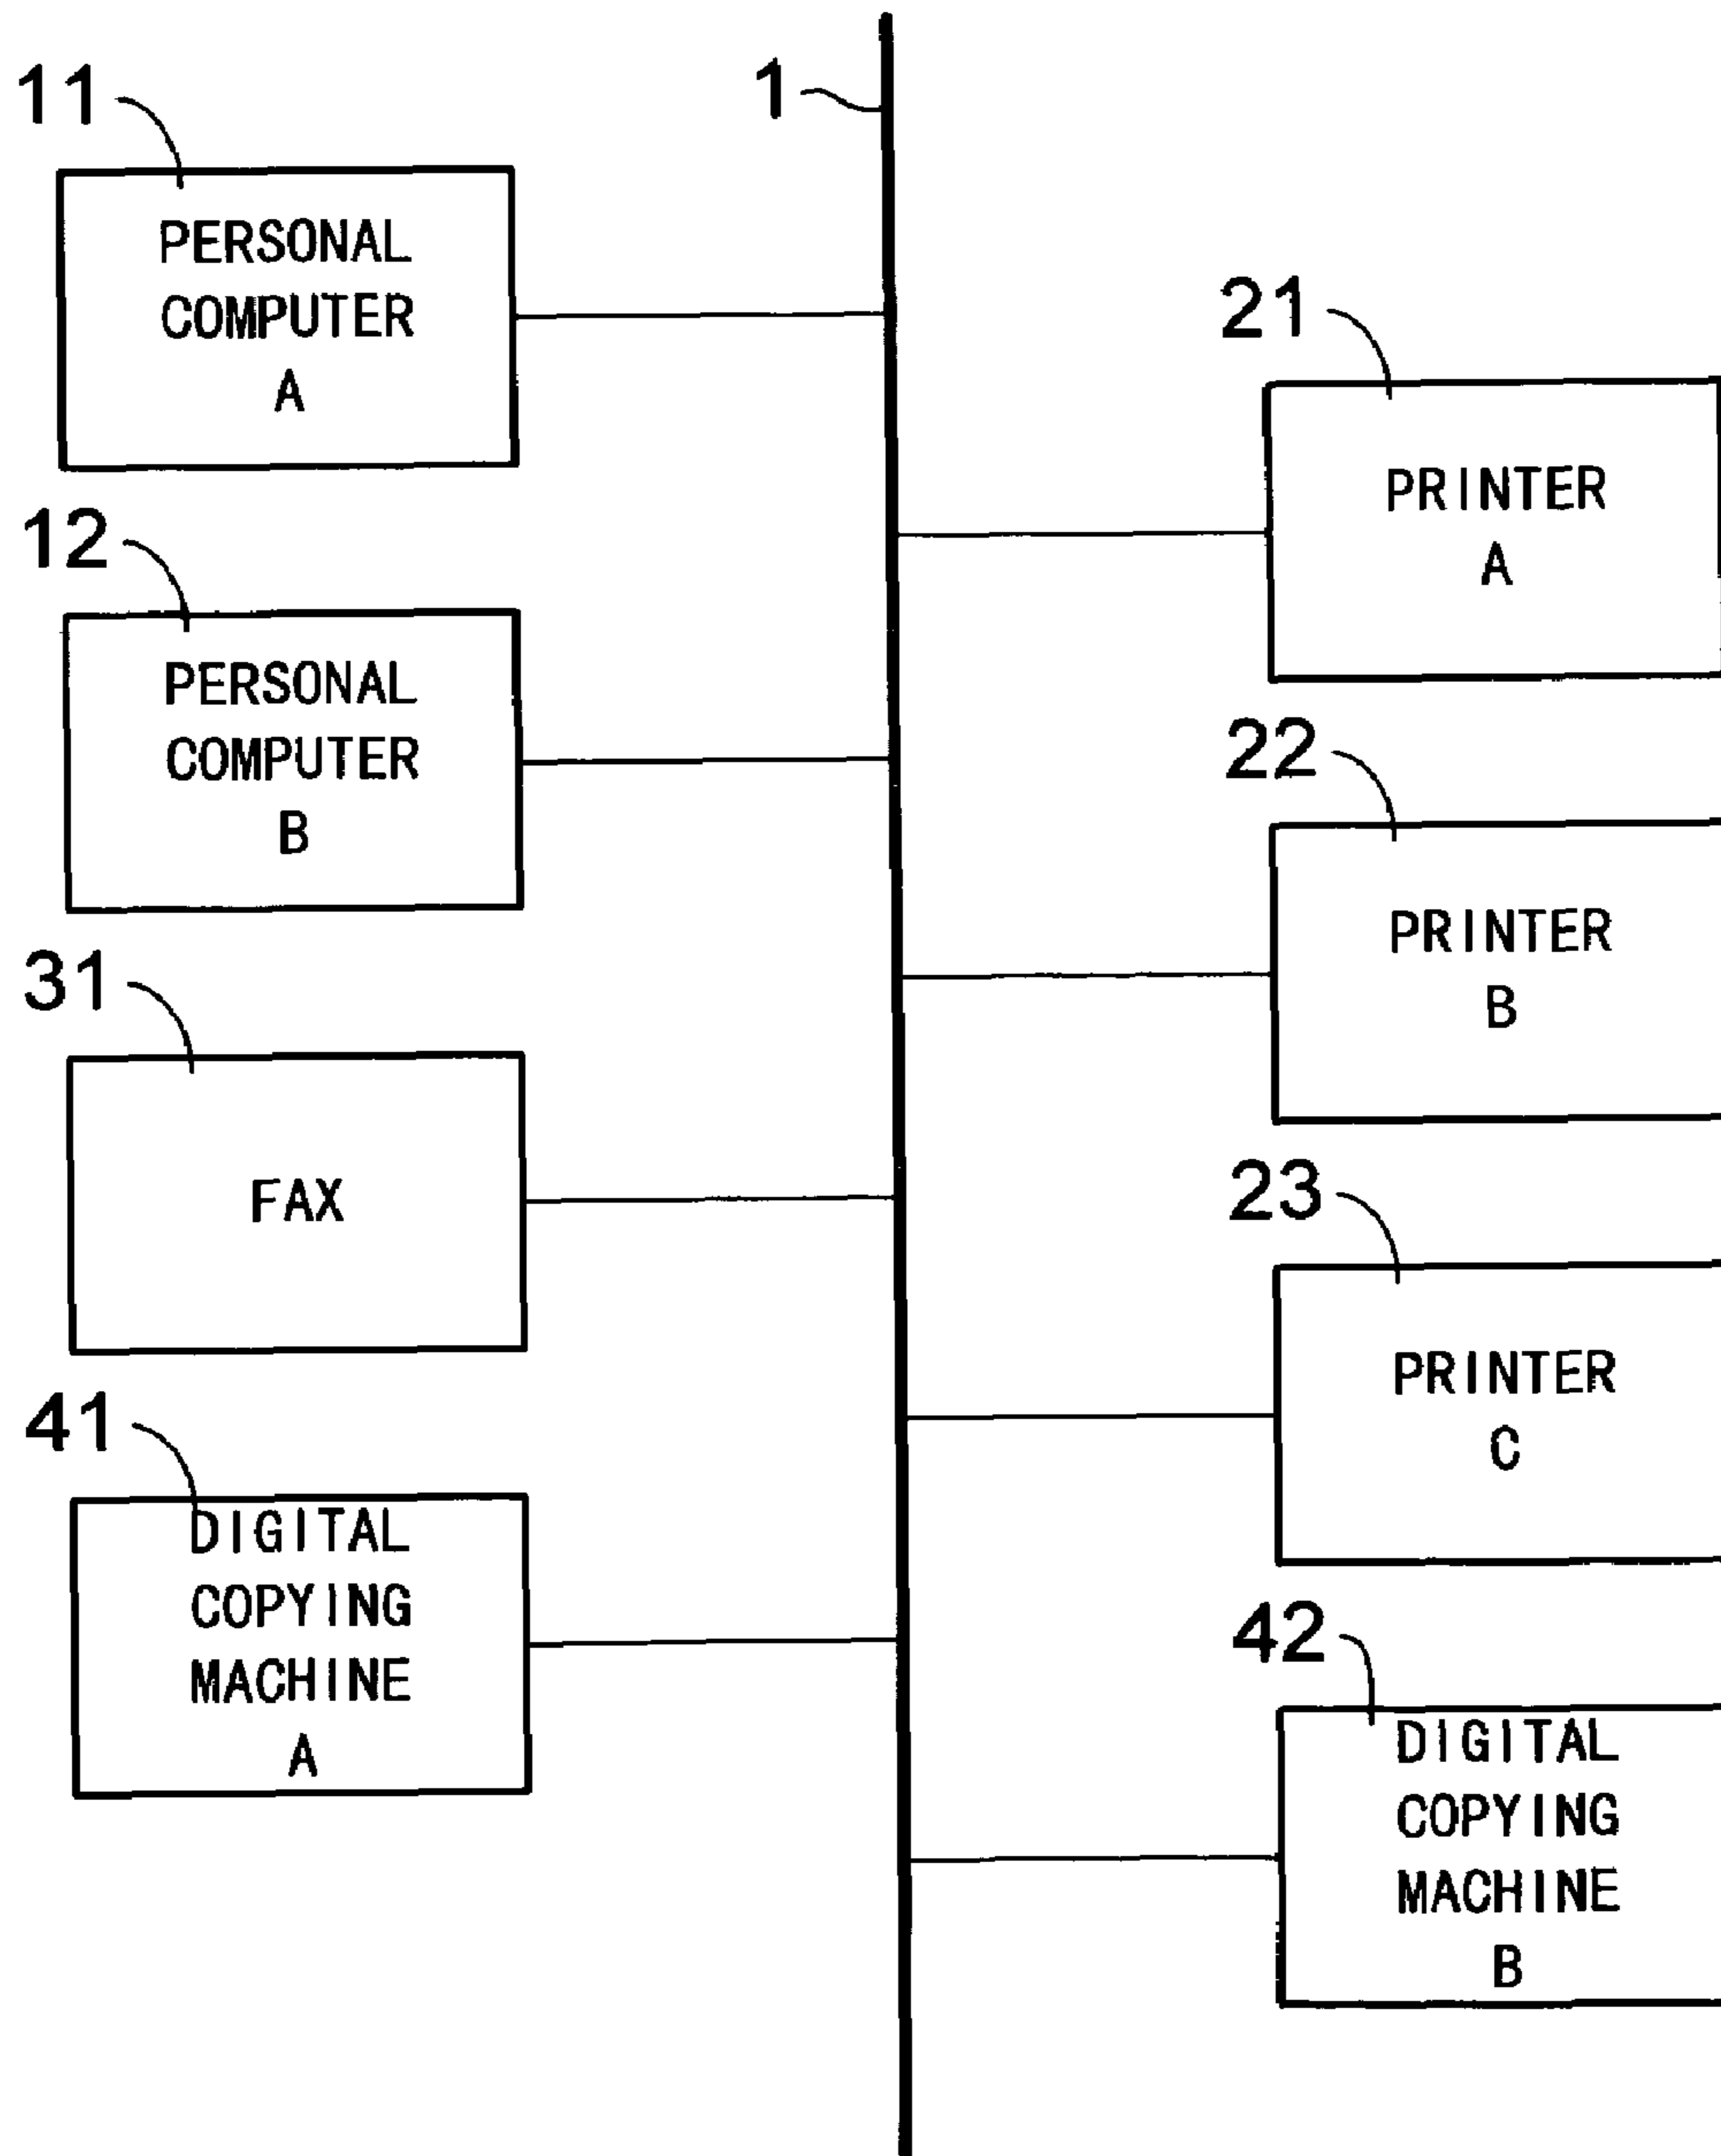 1
11
PERSONAL
COMPUTER
A
12
PERSONAL
COMPUTER
B
31
FAX
41
DIGITAL
COPYING
MACHINE
A
21
PRINTER
A
22
PRINTER
B
23
PRINTER
C
42
DIGITAL
COPYING
MACHINE
B